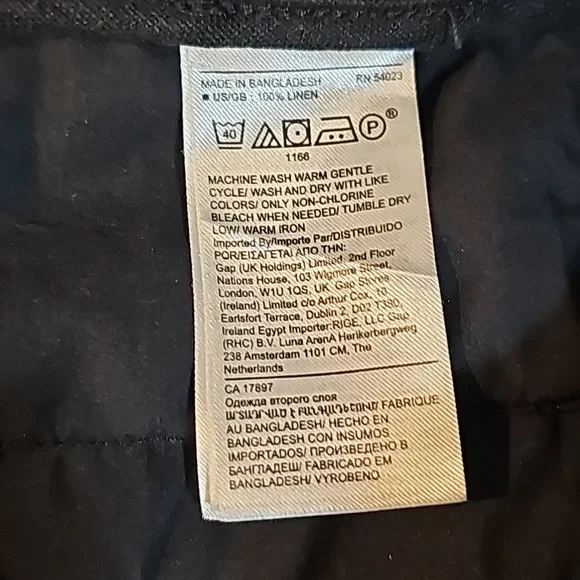 MADE IN BANGLADESH RN 54023
■ US/GB : 100% LINEN
40 P®
1166
MACHINE WASH WARM GENTLE
CYCLE/ WASH AND DRY WITH LIKE
COLORS/ ONLY NON-CHLORINE
BLEACH WHEN NEEDED/ TUMBLE DRY
LOW/ WARM IRON
Imported By/Importe Par/DISTRIBUIDO
POR/ΕΙΣΑΓΕΤΑΙ ΑΠΟ ΤΗΝ:
Gap (UK Holdings) Limited, 2nd Floor
Nations House, 103 Wigmore Street,
London, W1U 1QS, UK. Gap Stores
(Ireland) Limited c/o Arthur Cox, 10
Earlsfort Terrace, Dublin 2, D02 T380,
Ireland Egypt Importer:RIGE, LLC Gap
(RHC) B.V. Luna ArenA Herikerbergweg
238 Amsterdam 1101 CM, The
Netherlands
CA 17897
Одежда второго слоя
ԱՐՏԱԴՐՎԱԾ Է ԲԱՆԳԼԱԴԵՇՈՒՄ/ FABRIQUE
AU BANGLADESH/ HECHO EN
BANGLADESH CON INSUMOS
IMPORTADOS/ ПРОИЗВЕДЕНО В
БАНГЛАДЕШ/ FABRICADO EM
BANGLADESH/ VYROBENO